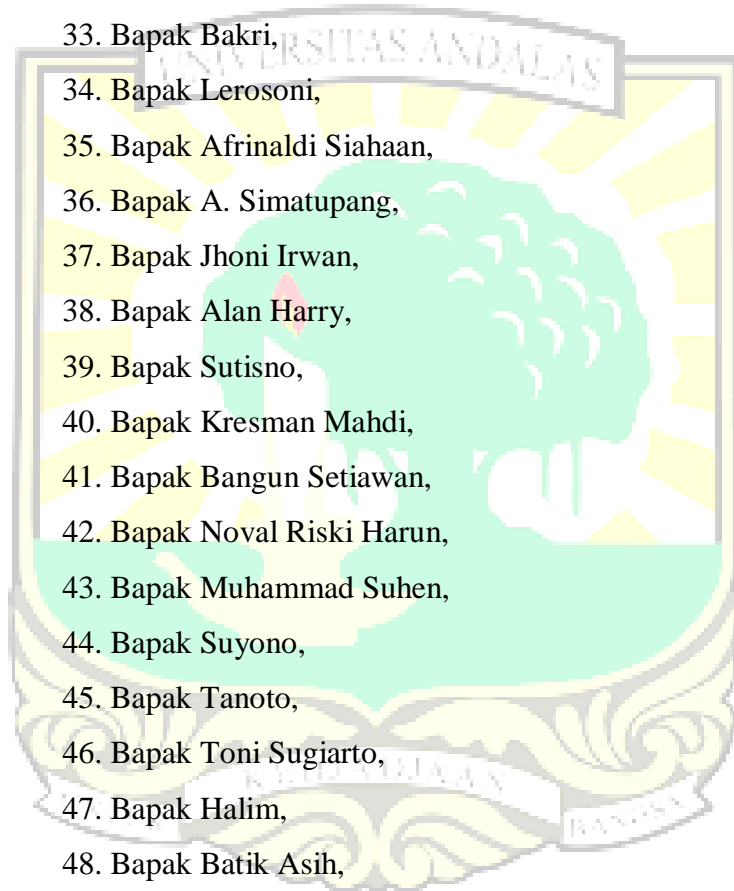 UNIVERSITAS ANDALAS
33. Bapak Bakri,
34. Bapak Lerosoni,
35. Bapak Afrinaldi Siahaan,
36. Bapak A. Simatupang,
37. Bapak Jhoni Irwan,
38. Bapak Alan Harry,
39. Bapak Sutisno,
40. Bapak Kresman Mahdi,
41. Bapak Bangun Setiawan,
42. Bapak Noval Riski Harun,
43. Bapak Muhammad Suhen,
44. Bapak Suyono,
45. Bapak Tanoto,
46. Bapak Toni Sugiarto,
47. Bapak Halim,
BANGSA
48. Bapak Batik Asih,